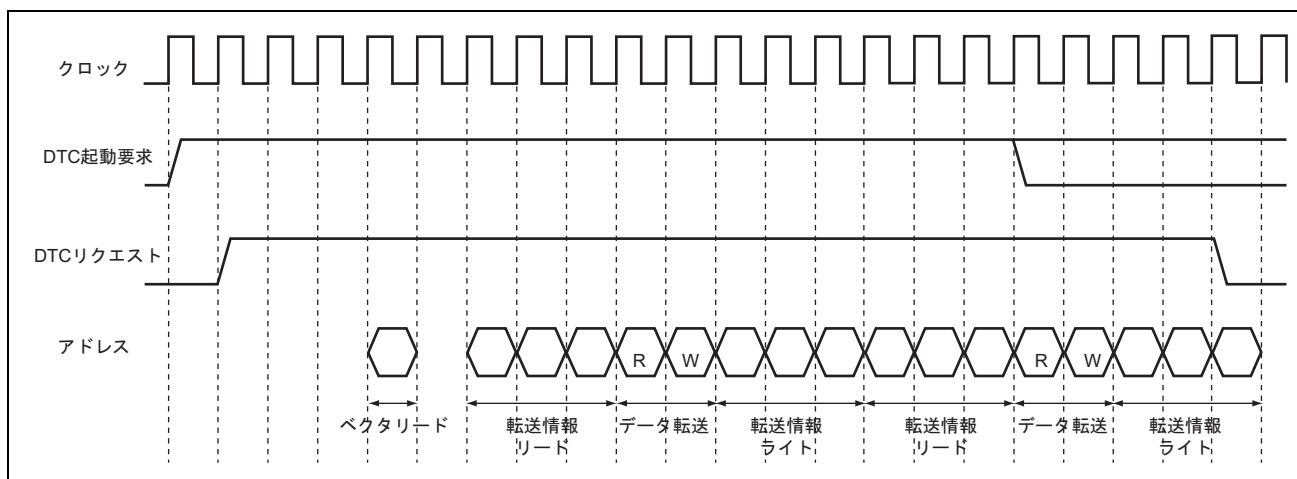 クロック
DTC起動要求
DTCリクエスト
アドレス
R
W
R
W
ベクタリード
転送情報
リード
データ転送
転送情報
ライト
転送情報
リード
データ転送
転送情報
ライト